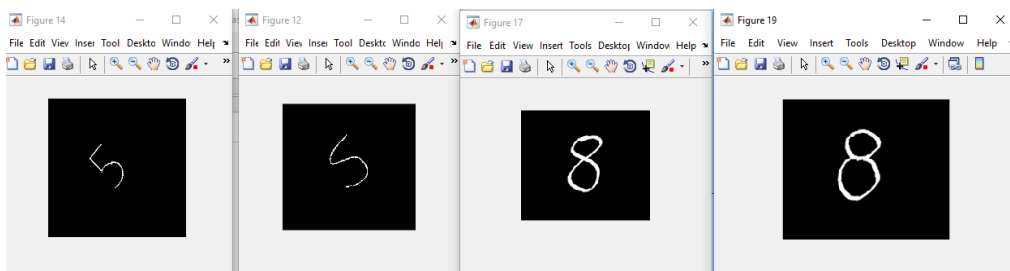 Figure 14
File Edit Viev Inser Tool Deskto Windov Help
5
Figure 12
File Edit Viev Inser Tool Desktc Windo Help
5
Figure 17
File Edit View Insert Tools Desktop Window Help
8
Figure 19
File Edit View Insert Tools Desktop Window Help
8